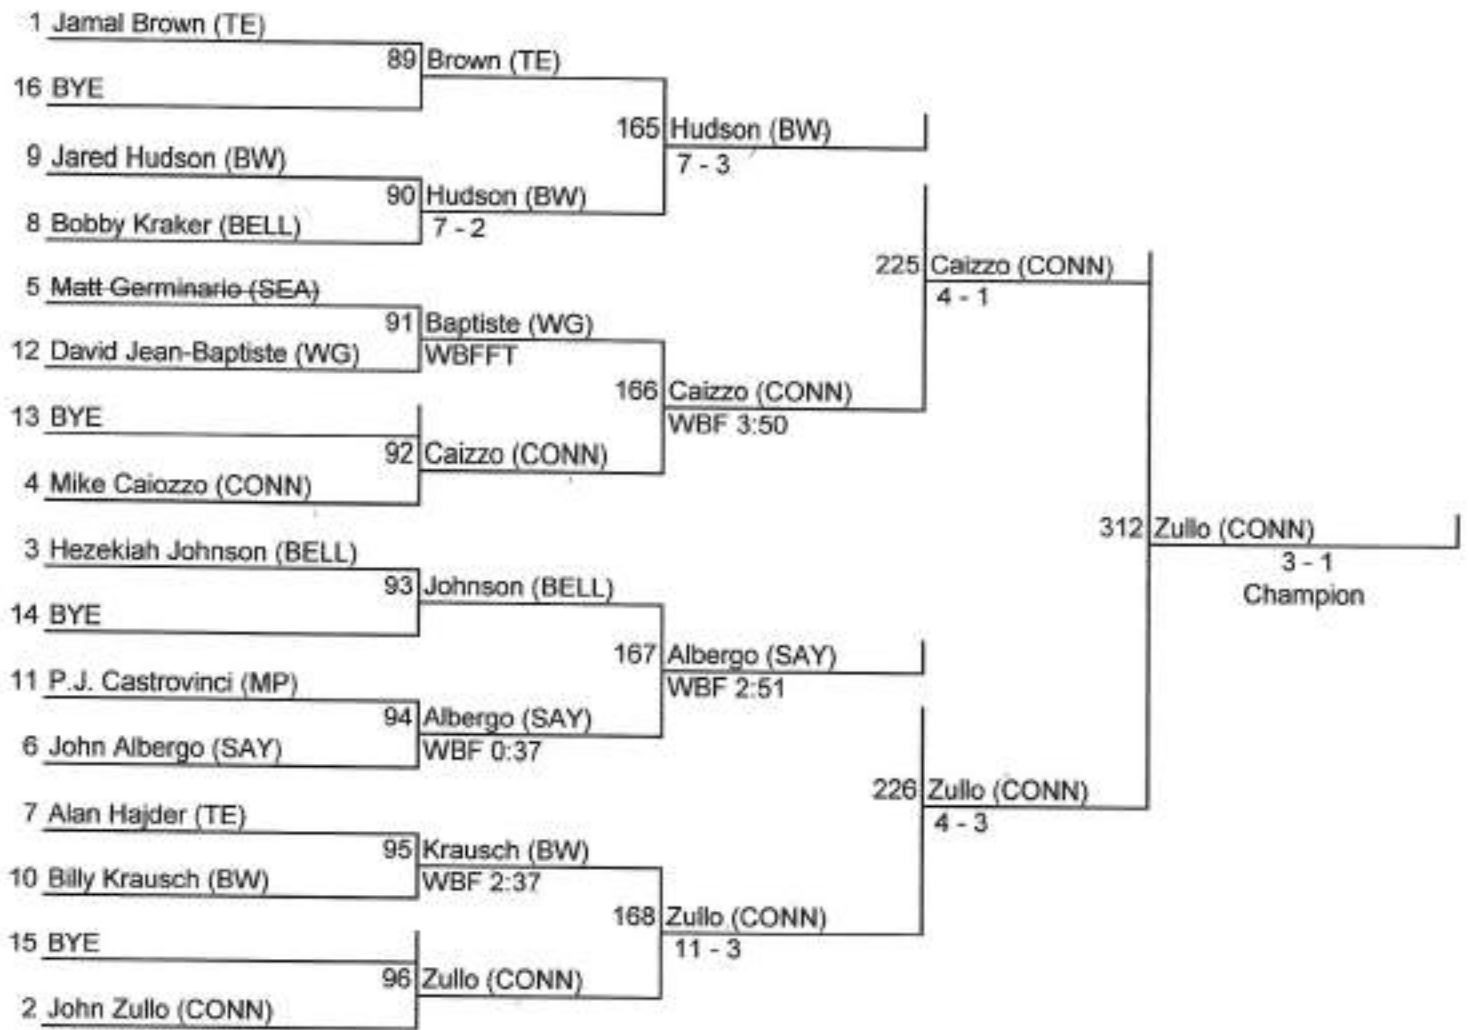 1 Jamal Brown (TE)
89 Brown (TE)
16 BYE
165 Hudson (BW)
7 - 3
9 Jared Hudson (BW)
90 Hudson (BW)
7 - 2
8 Bobby Kraker (BELL)
225 Caizzo (CONN)
4 - 1
5 Matt Germinario (SEA)
91 Baptiste (WG)
WBFFT
12 David Jean-Baptiste (WG)
166 Caizzo (CONN)
WBF 3:50
13 BYE
92 Caizzo (CONN)
4 Mike Caiozzo (CONN)
312 Zullo (CONN)
3 - 1
Champion
3 Hezekiah Johnson (BELL)
93 Johnson (BELL)
14 BYE
167 Albergo (SAY)
WBF 2:51
11 P.J. Castrovinci (MP)
94 Albergo (SAY)
WBF 0:37
6 John Albergo (SAY)
226 Zullo (CONN)
4 - 3
7 Alan Hajder (TE)
95 Krausch (BW)
WBF 2:37
10 Billy Krausch (BW)
168 Zullo (CONN)
11 - 3
15 BYE
96 Zullo (CONN)
2 John Zullo (CONN)